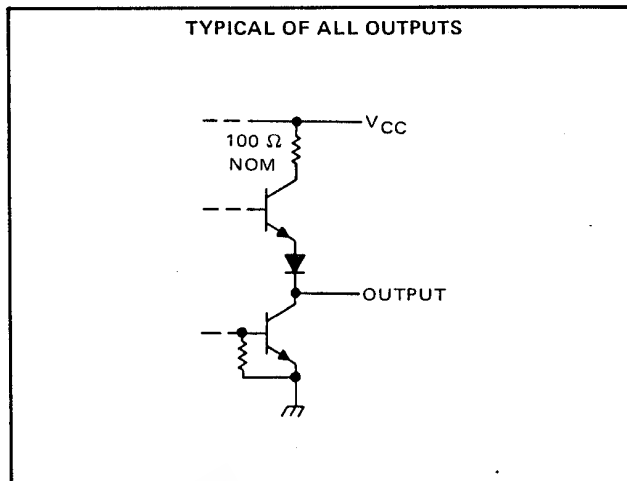 TYPICAL OF ALL OUTPUTS
VCC
100 Ω
NOM
OUTPUT